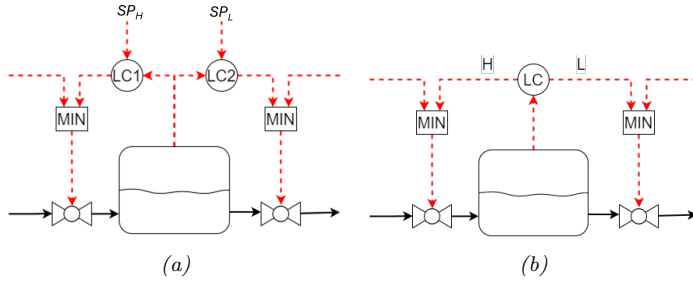 SP_H SP_L
LC1 LC2
MIN MIN
(a)
H L
LC
MIN MIN
(b)